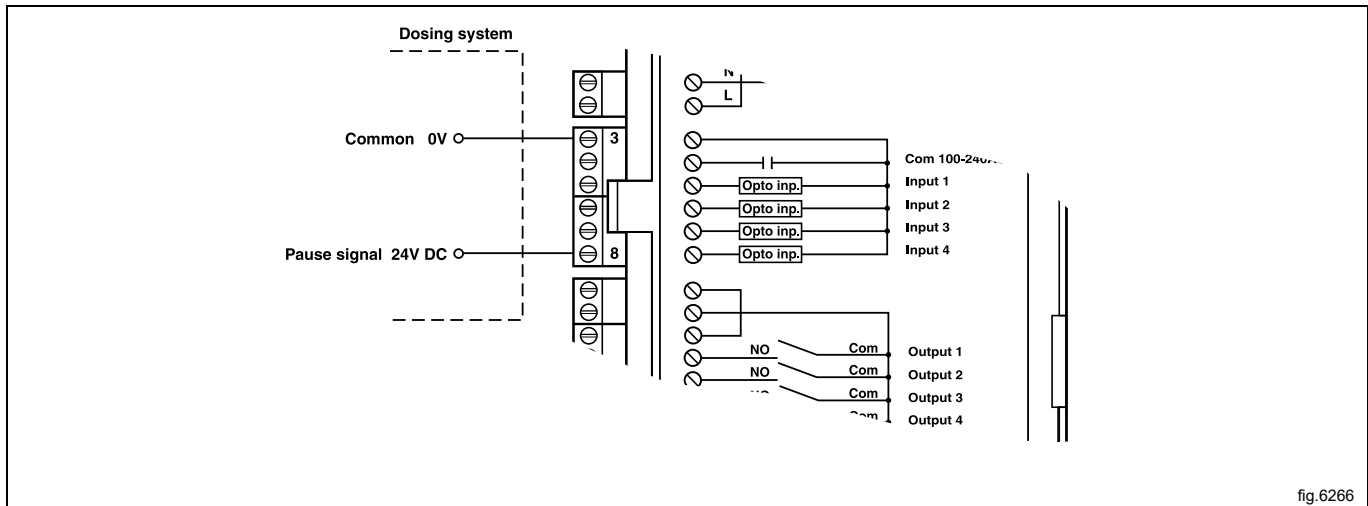 Dosing system
N
L
Common 0V
3
Com
Input 1
Opto inp.
Input 2
Opto inp.
Input 3
Opto inp.
Input 4
Opto inp.
Pause signal 24V DC
8
NO Com Output 1
NO Com Output 2
Com Output 3
Com Output 4
fig.6266